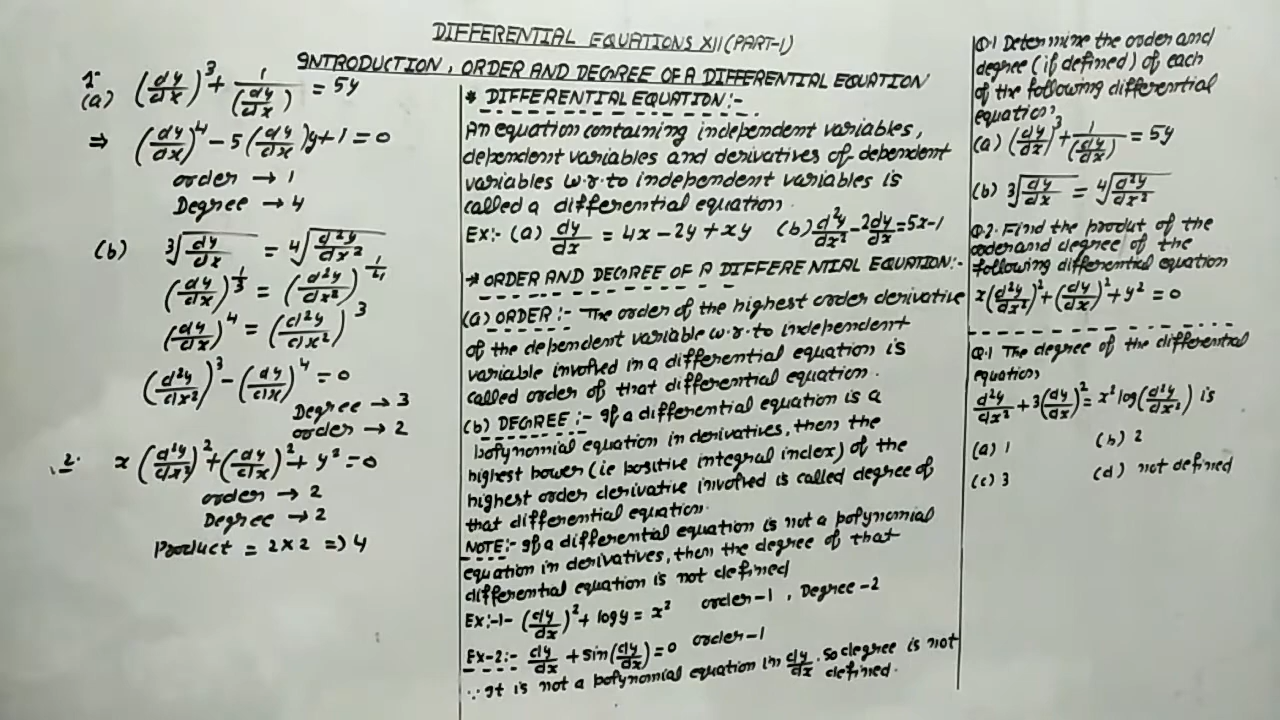 DIFFERENTIAL EQUATIONS XII (PART-1)
INTRODUCTION, ORDER AND DEGREE OF A DIFFERENTIAL EQUATION
1.
(a) (dy/dx)³ + 1/(dy/dx) = 5y
⇒ (dy/dx)⁴ - 5(dy/dx)y + 1 = 0
order → 1
Degree → 4
(b) ³√(dy/dx) = ⁴√(d²y/dx²)
(dy/dx)^(1/3) = (d²y/dx²)^(1/4)
(dy/dx)⁴ = (d²y/dx²)³
(d²y/dx²)³ - (dy/dx)⁴ = 0
Degree → 3
order → 2
2. x(d²y/dx²)² + (dy/dx)² + y² = 0
order → 2
Degree → 2
Product = 2x2 => 4
* DIFFERENTIAL EQUATION:-
An equation containing independent variables,
dependent variables and derivatives of dependent
variables w.r.to independent variables is
called a differential equation.
Ex:- (a) dy/dx = 4x - 2y + xy (b) d²y/dx² - 2dy/dx = 5x-1
* ORDER AND DEGREE OF A DIFFERENTIAL EQUATION:-
(a) ORDER:- The order of the highest order derivative
of the dependent variable w.r.to independent
variable involved in a differential equation is
called order of that differential equation.
(b) DEGREE:- If a differential equation is a
polynomial equation in derivatives, then the
highest power (ie positive integral index) of the
highest order derivative involved is called degree of
that differential equation.
NOTE:- If a differential equation is not a polynomial
equation in derivatives, then the degree of that
differential equation is not defined
Ex:-1- (dy/dx)² + log y = x² order-1, Degree-2
Ex-2:- dy/dx + sin(dy/dx) = 0 order-1
∵ It is not a polynomial equation in dy/dx. So degree is not
defined.
Q.1 Determine the order and
degree (if defined) of each
of the following differential
equation;
(a) (dy/dx)³ + 1/(dy/dx) = 5y
(b) ³√(dy/dx) = ⁴√(d²y/dx²)
Q.2. Find the produt of the
order and degree of the
following differential equation
x(d²y/dx²)² + (dy/dx)² + y² = 0
Q.1 The degree of the differential
equation,
d²y/dx² + 3(dy/dx)² = x² log(d²y/dx²) is
(a) 1 (b) 2
(c) 3 (d) not defined